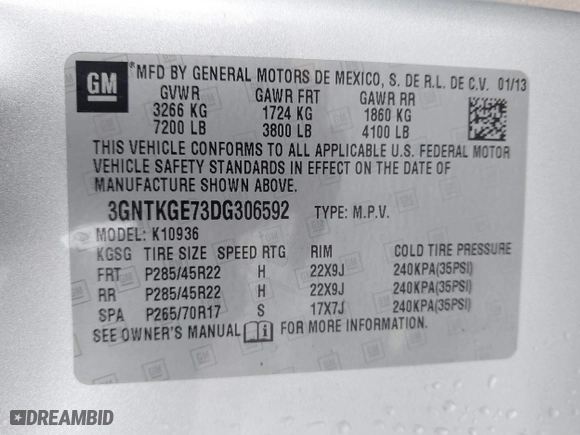 GM MFD BY GENERAL MOTORS DE MEXICO, S. DE R.L. DE C.V. 01/13
GVWR GAWR FRT GAWR RR
3266 KG 1724 KG 1860 KG
7200 LB 3800 LB 4100 LB
THIS VEHICLE CONFORMS TO ALL APPLICABLE U.S. FEDERAL MOTOR
VEHICLE SAFETY STANDARDS IN EFFECT ON THE DATE OF
MANUFACTURE SHOWN ABOVE.
3GNTKGE73DG306592 TYPE: M.P.V.
MODEL: K10936
KGSG TIRE SIZE SPEED RTG RIM COLD TIRE PRESSURE
FRT P285/45R22 H 22X9J 240KPA(35PSI)
RR P285/45R22 H 22X9J 240KPA(35PSI)
SPA P265/70R17 S 17X7J 240KPA(35PSI)
SEE OWNER'S MANUAL FOR MORE INFORMATION.
DREAMBID